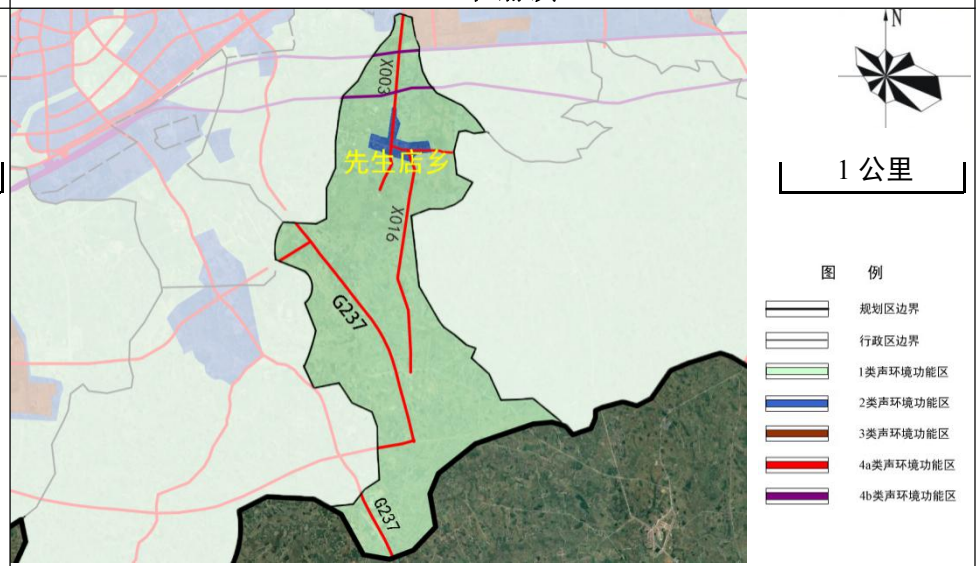 N
X003
先生店乡
X016
G237
G237
1 公里
图 例
规划区边界
行政区边界
1类声环境功能区
2类声环境功能区
3类声环境功能区
4a类声环境功能区
4b类声环境功能区